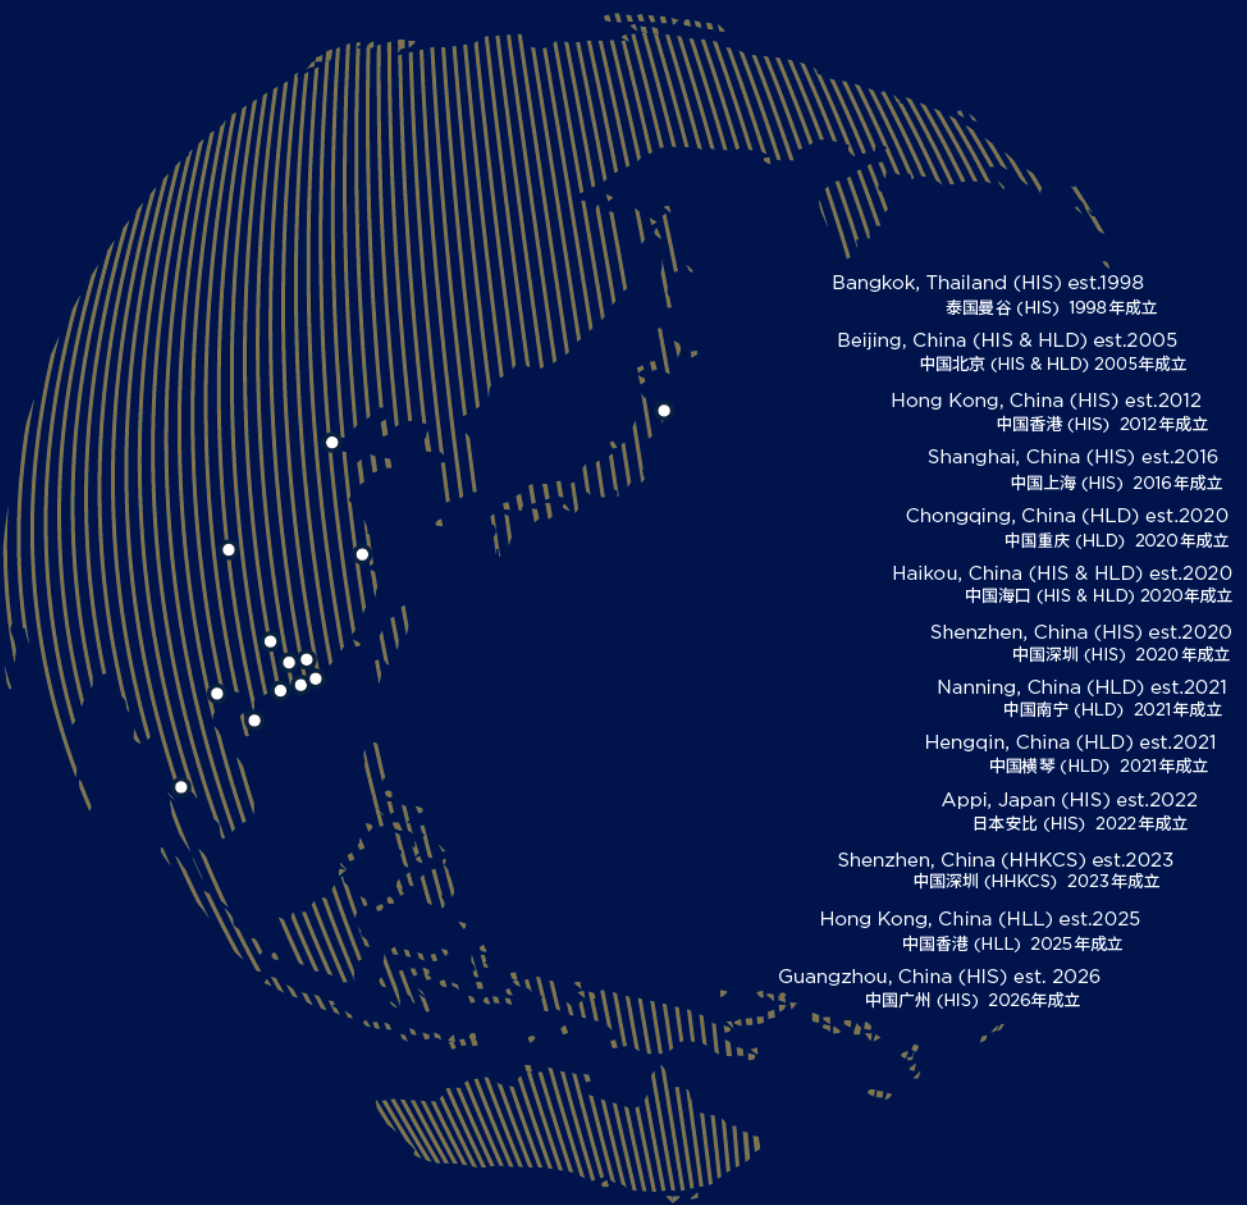 Bangkok, Thailand (HIS) est.1998
泰国曼谷 (HIS) 1998年成立
Beijing, China (HIS & HLD) est.2005
中国北京 (HIS & HLD) 2005年成立
Hong Kong, China (HIS) est.2012
中国香港 (HIS) 2012年成立
Shanghai, China (HIS) est.2016
中国上海 (HIS) 2016年成立
Chongqing, China (HLD) est.2020
中国重庆 (HLD) 2020年成立
Haikou, China (HIS & HLD) est.2020
中国海口 (HIS & HLD) 2020年成立
Shenzhen, China (HIS) est.2020
中国深圳 (HIS) 2020年成立
Nanning, China (HLD) est.2021
中国南宁 (HLD) 2021年成立
Hengqin, China (HLD) est.2021
中国横琴 (HLD) 2021年成立
Appi, Japan (HIS) est.2022
日本安比 (HIS) 2022年成立
Shenzhen, China (HHKCS) est.2023
中国深圳 (HHKCS) 2023年成立
Hong Kong, China (HLL) est.2025
中国香港 (HLL) 2025年成立
Guangzhou, China (HIS) est. 2026
中国广州 (HIS) 2026年成立